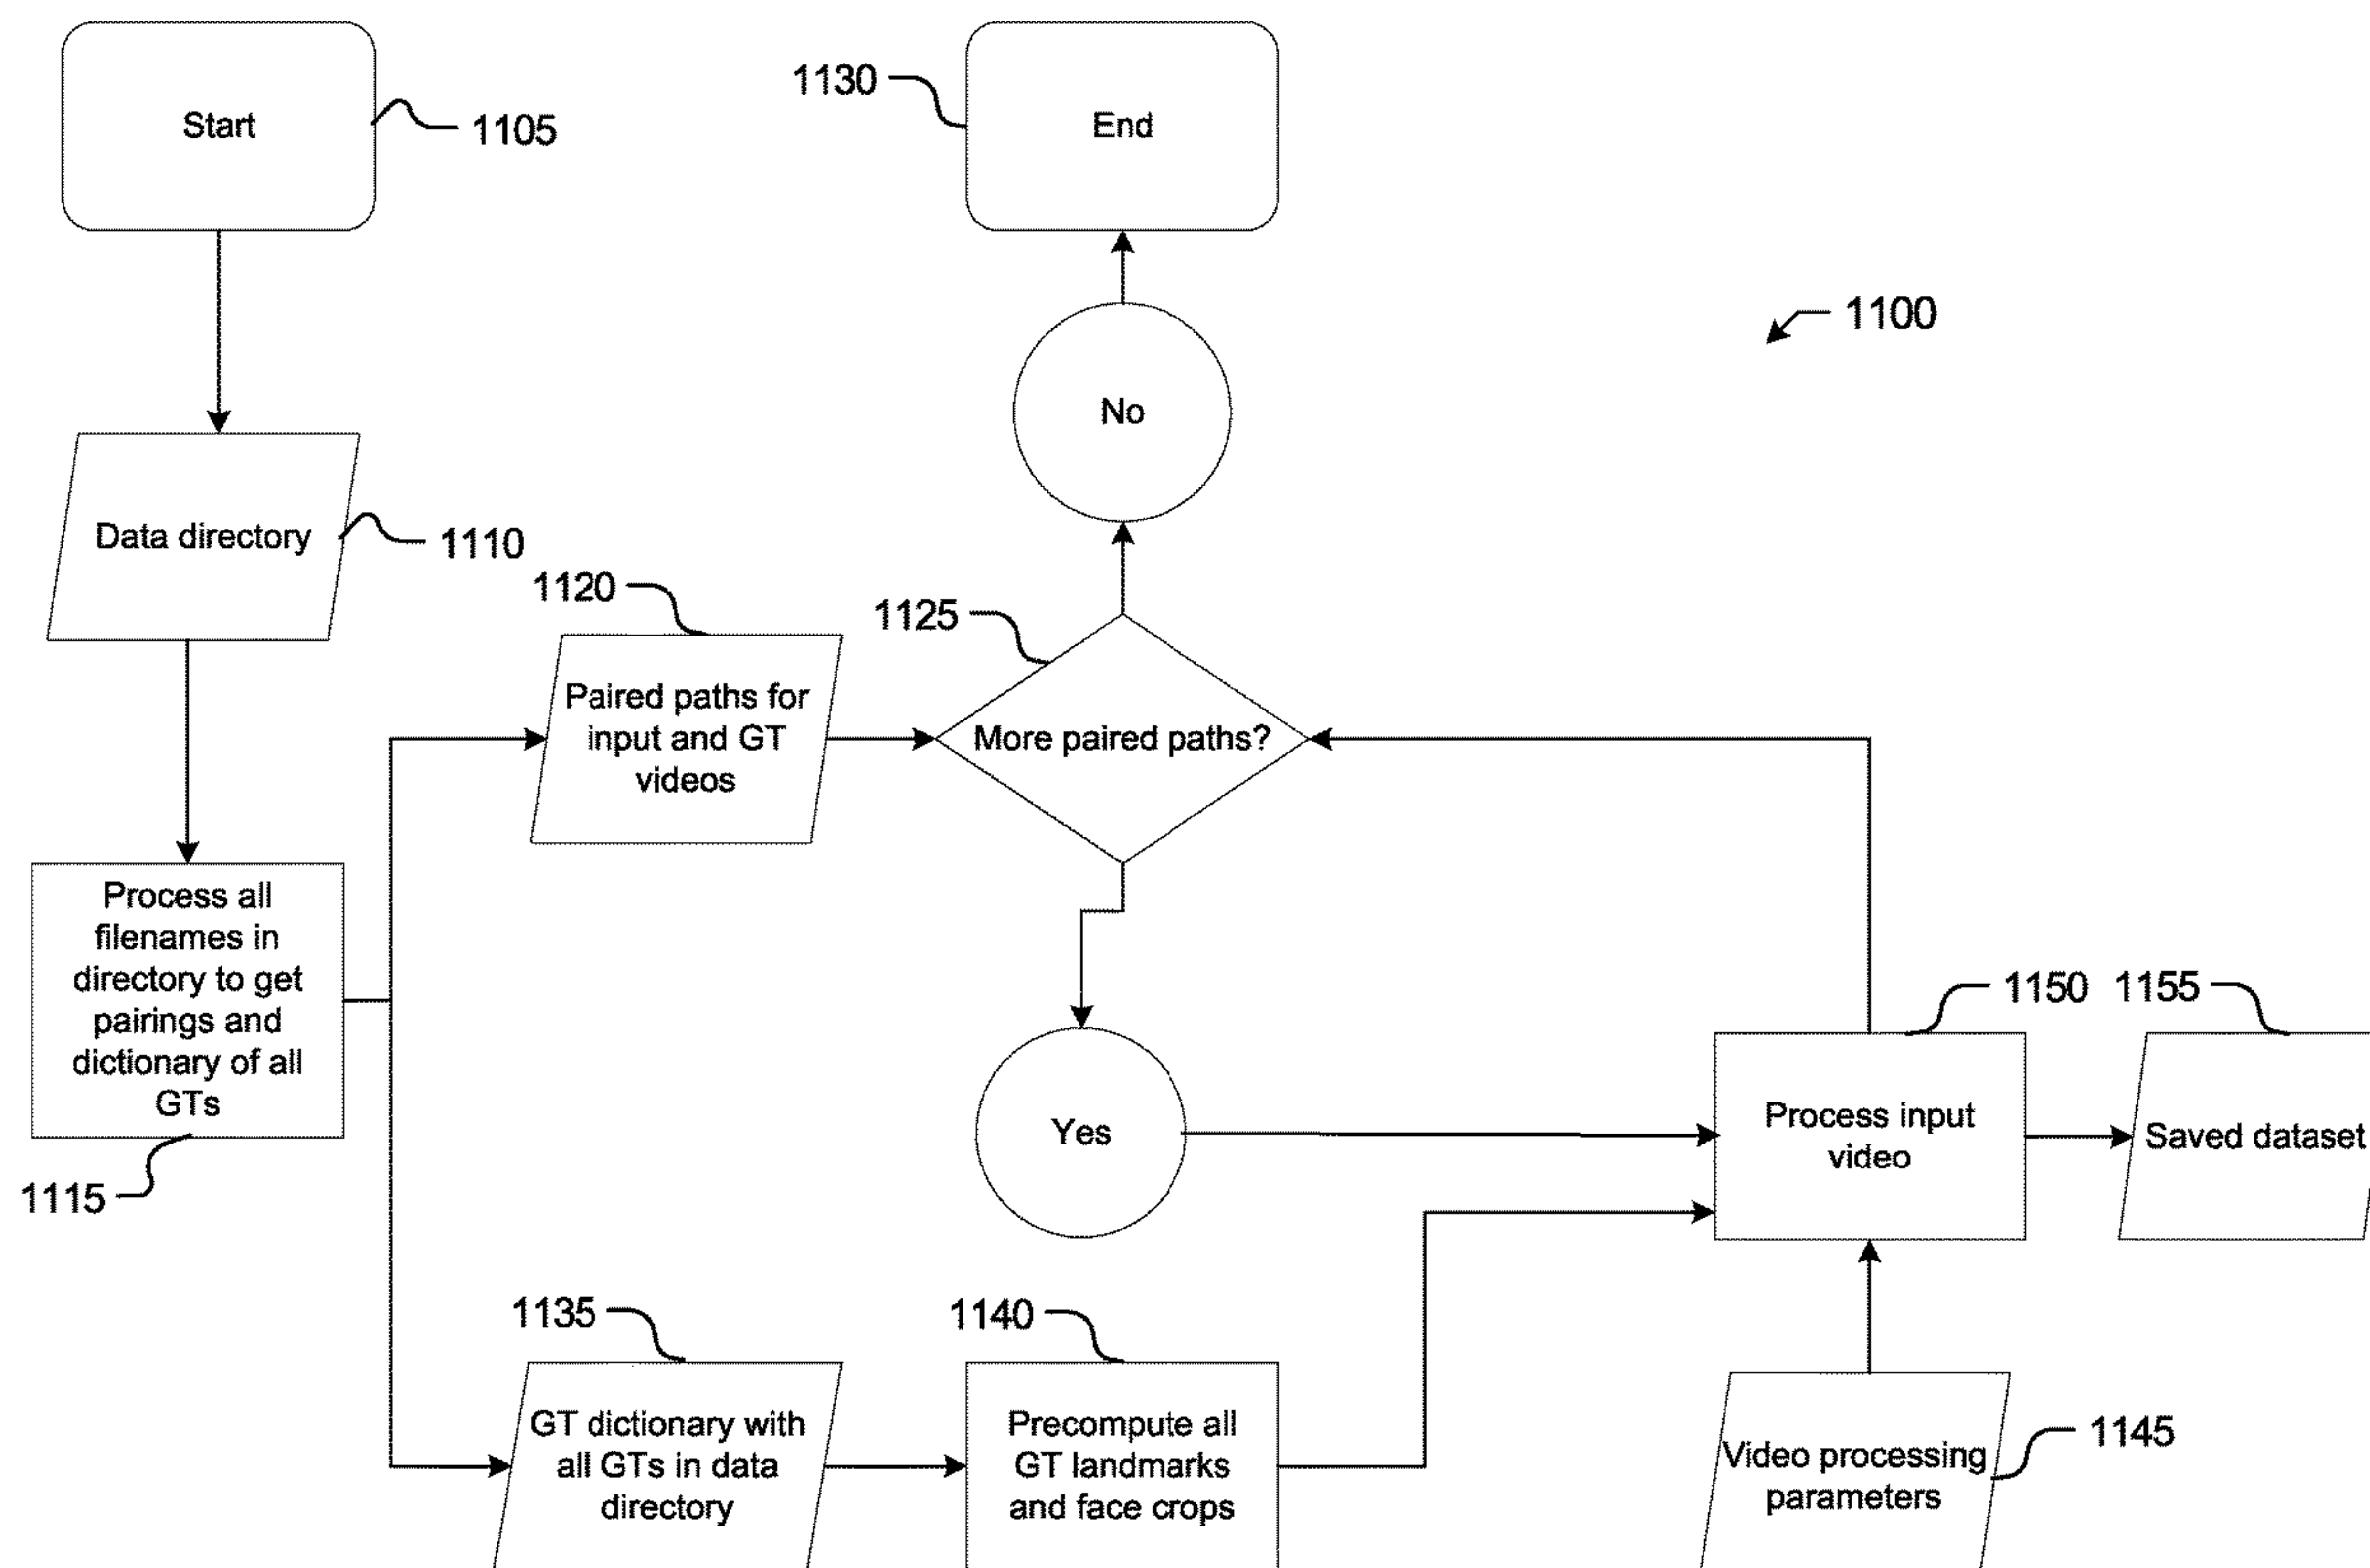 Start
1105
1130
End
1100
No
Data directory
1110
1120
Paired paths for
input and GT
videos
1125
More paired paths?
Process all
filenames in
directory to get
pairings and
dictionary of all
GTs
1115
Yes
1150
1155
Process input
video
Saved dataset
1135
GT dictionary with
all GTs in data
directory
1140
Precompute all
GT landmarks
and face crops
Video processing
parameters
1145